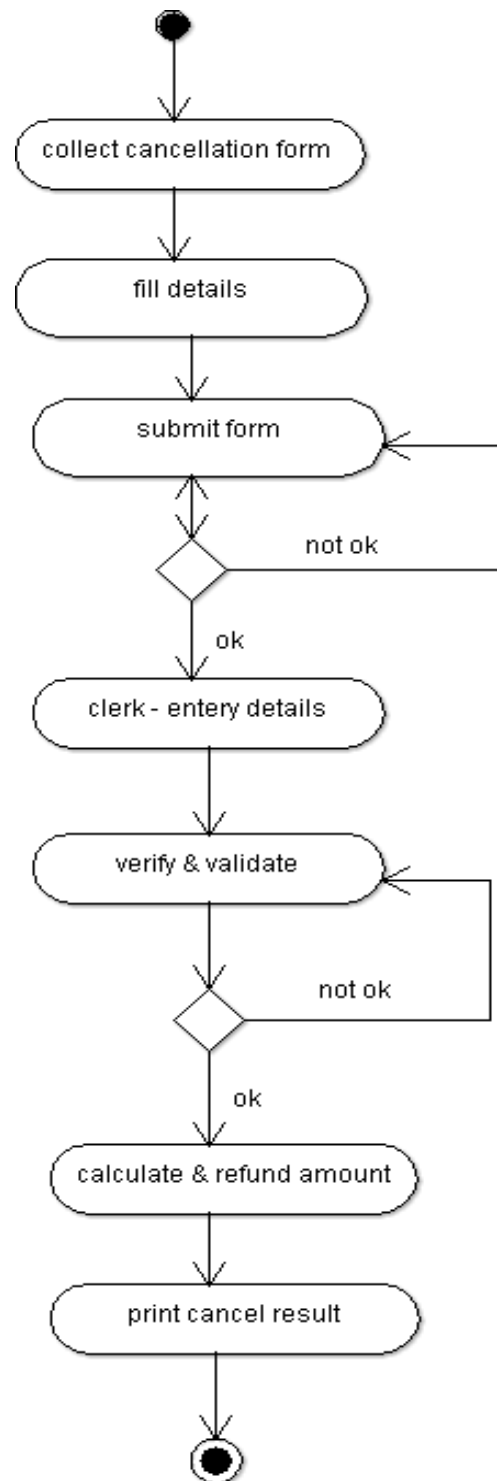 collect cancellation form
fill details
submit form
not ok
ok
clerk - entery details
verify & validate
not ok
ok
calculate & refund amount
print cancel result